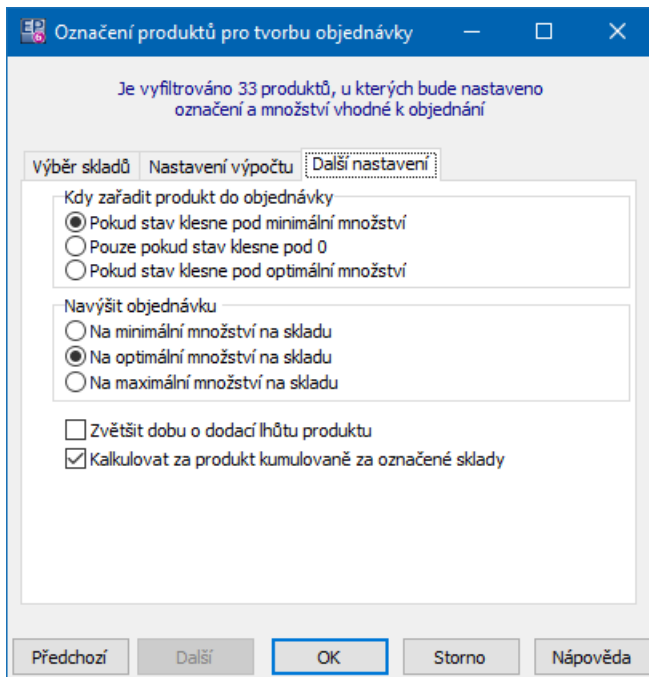 Označení produktů pro tvorbu objednávky
Je vyfiltrováno 33 produktů, u kterých bude nastaveno
označení a množství vhodné k objednání
Výběr skladů Nastavení výpočtu Další nastavení
Kdy zařadit produkt do objednávky
Pokud stav klesne pod minimální množství
Pouze pokud stav klesne pod 0
Pokud stav klesne pod optimální množství
Navýšit objednávku
Na minimální množství na skladu
Na optimální množství na skladu
Na maximální množství na skladu
Zvětšit dobu o dodací lhůtu produktu
Kalkulovat za produkt kumulovaně za označené sklady
Předchozí Další OK Storno Nápověda